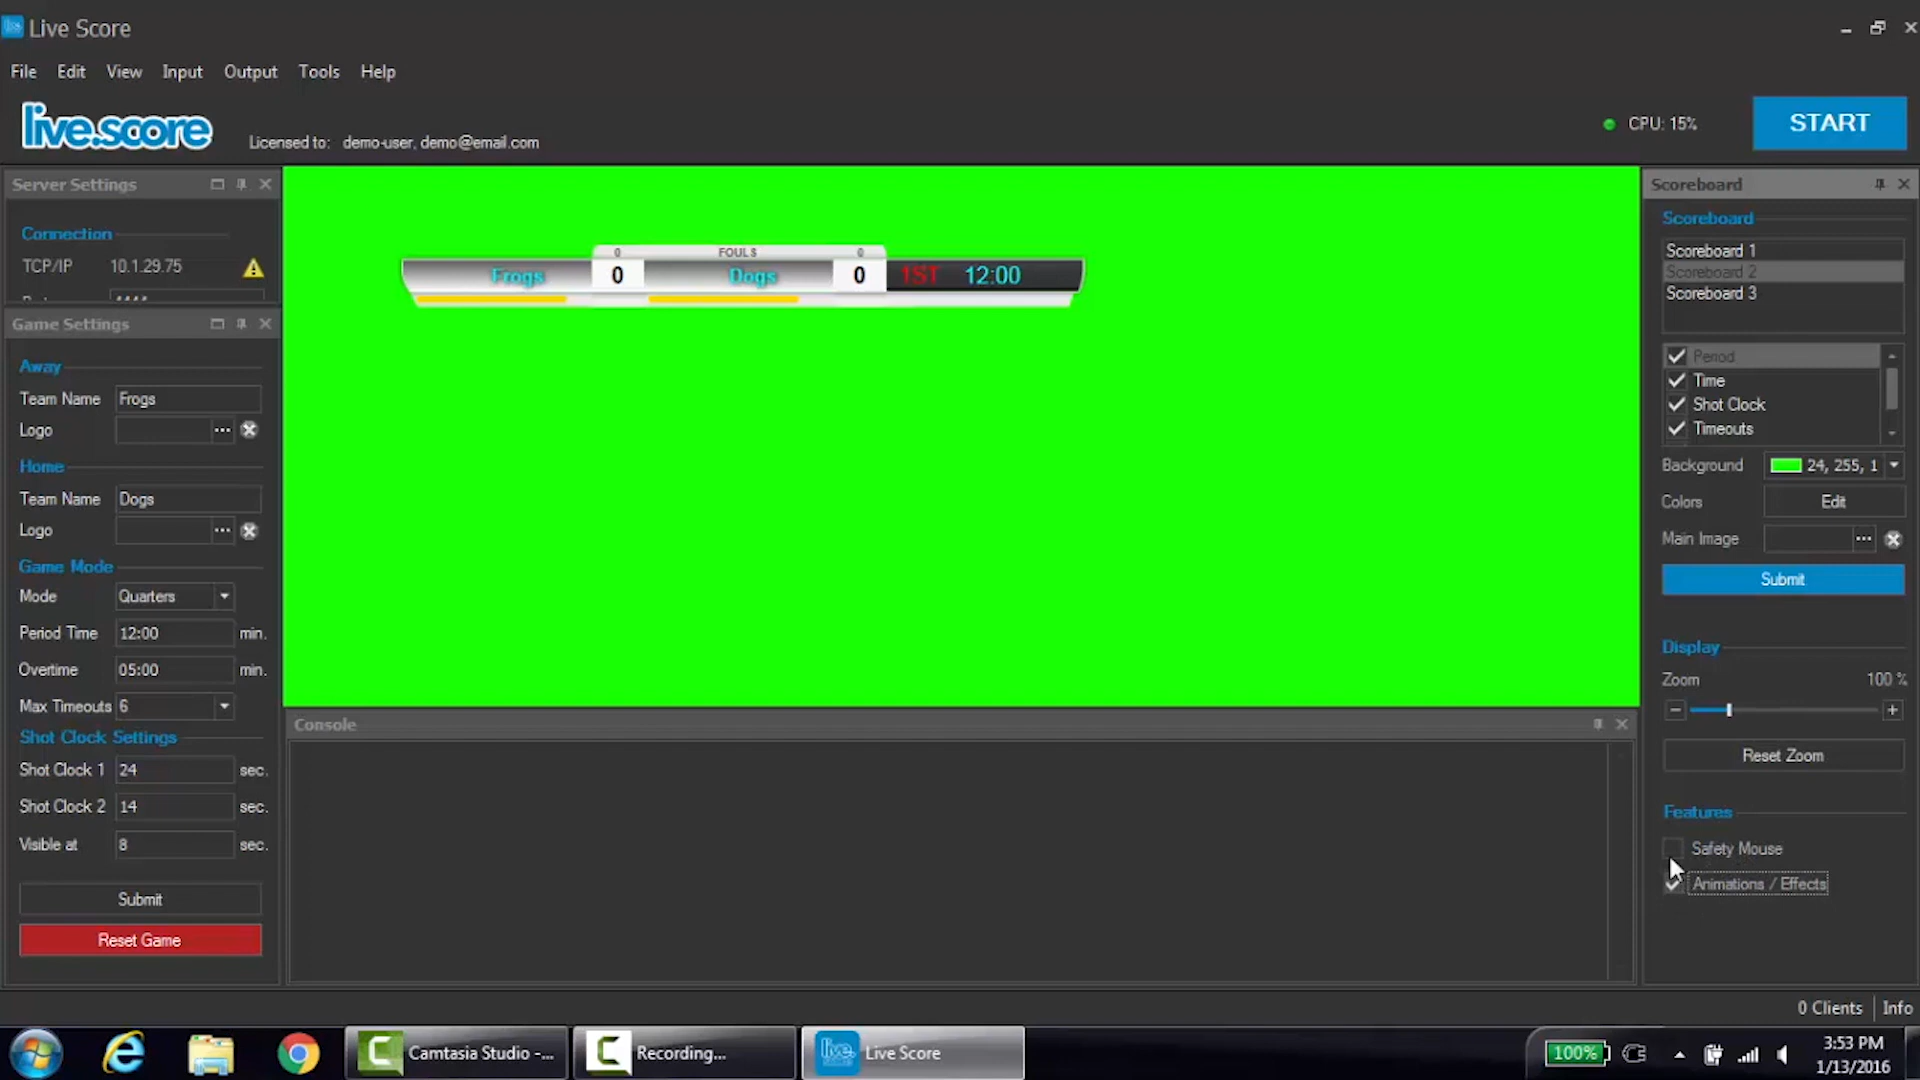 Live Score
File Edit View Input Output Tools Help
live.score
Licensed to: demo-user, demo@email.com
CPU: 15%
START
Server Settings
Connection
TCP/IP 10.1.29.75
Game Settings
Away
Team Name Frogs
Logo ...
Home
Team Name Dogs
Logo ...
Game Mode
Mode Quarters
Period Time 12:00 min.
Overtime 05:00 min.
Max Timeouts 6
Shot Clock Settings
Shot Clock 1 24 sec.
Shot Clock 2 14 sec.
Visible at 8 sec.
Submit
Reset Game
0 FOULS 0
Frogs 0 Dogs 0 1ST 12:00
Console
Scoreboard
Scoreboard
Scoreboard 1
Scoreboard 2
Scoreboard 3
Period
Time
Shot Clock
Timeouts
Background 24, 255, 1
Colors Edit
Main Image ...
Submit
Display
Zoom 100 %
Reset Zoom
Features
Safety Mouse
Animations / Effects
0 Clients Info
Camtasia Studio -...
Recording...
Live Score
100%
3:53 PM
1/13/2016